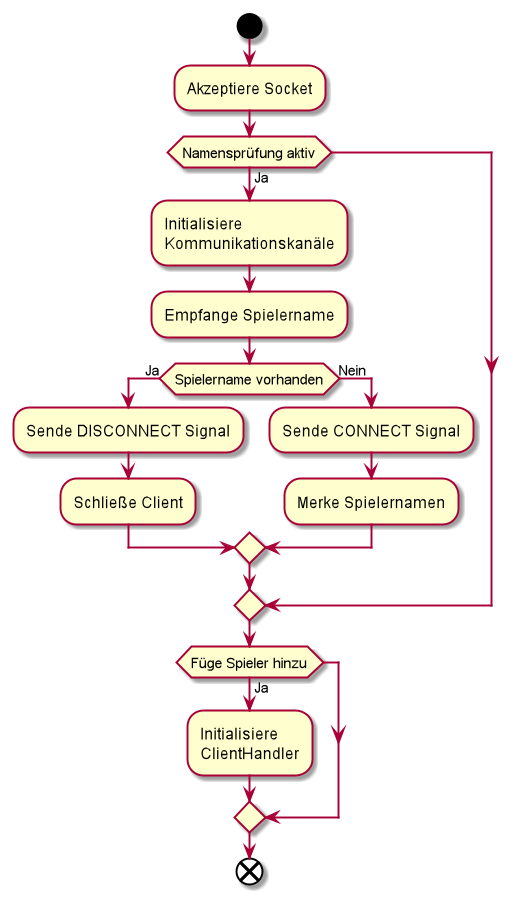 Akzeptiere Socket
Namensprüfung aktiv
Ja
Initialisiere
Kommunikationskanäle
Empfange Spielername
Ja
Spielername vorhanden
Nein
Sende DISCONNECT Signal
Sende CONNECT Signal
Schließe Client
Merke Spielernamen
Füge Spieler hinzu
Ja
Initialisiere
ClientHandler